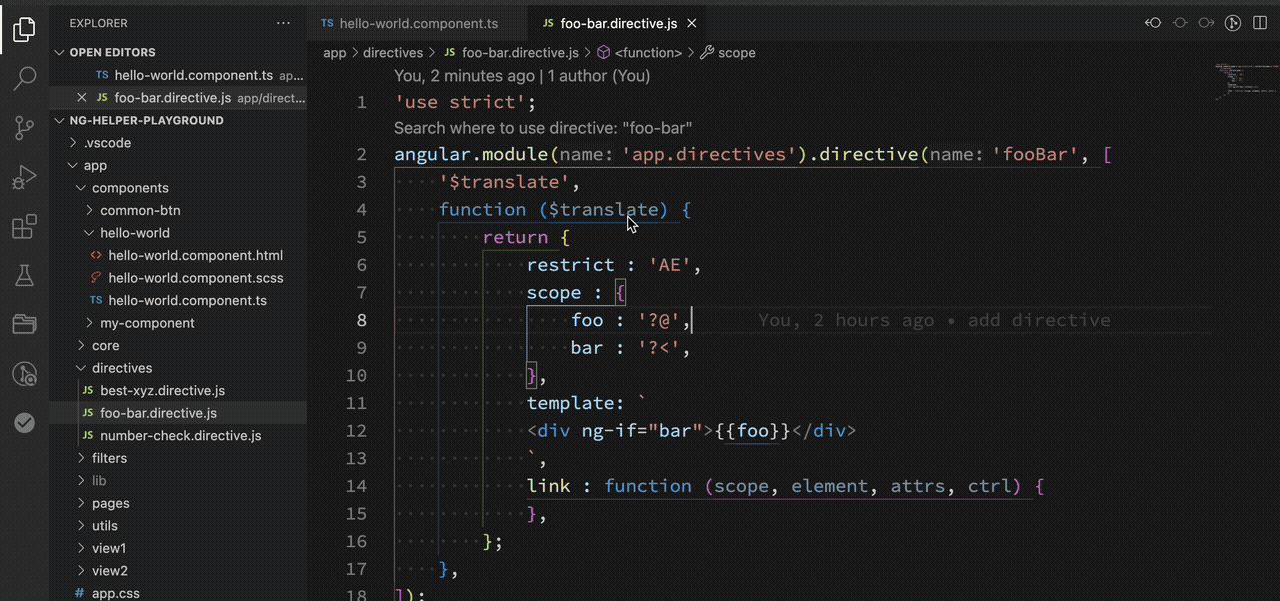 EXPLORER ...
OPEN EDITORS
TS hello-world.component.ts ap...
JS foo-bar.directive.js app/direct...
NG-HELPER-PLAYGROUND
.vscode
app
components
common-btn
hello-world
<> hello-world.component.html
hello-world.component.scss
TS hello-world.component.ts
my-component
core
directives
JS best-xyz.directive.js
JS foo-bar.directive.js
JS number-check.directive.js
filters
lib
pages
utils
view1
view2
# app.css
TS hello-world.component.ts
JS foo-bar.directive.js
app > directives > JS foo-bar.directive.js > <function> > scope
You, 2 minutes ago | 1 author (You)
1 'use strict';
Search where to use directive: "foo-bar"
2 angular.module(name: 'app.directives').directive(name: 'fooBar', [
3 '$translate',
4 function ($translate) {
5 return {
6 restrict : 'AE',
7 scope : {
8 foo : '?@', You, 2 hours ago • add directive
9 bar : '?<',
10 },
11 template: `
12 <div ng-if="bar">{{foo}}</div>
13 `,
14 link : function (scope, element, attrs, ctrl) {
15 },
16 };
17 },
18 ]);